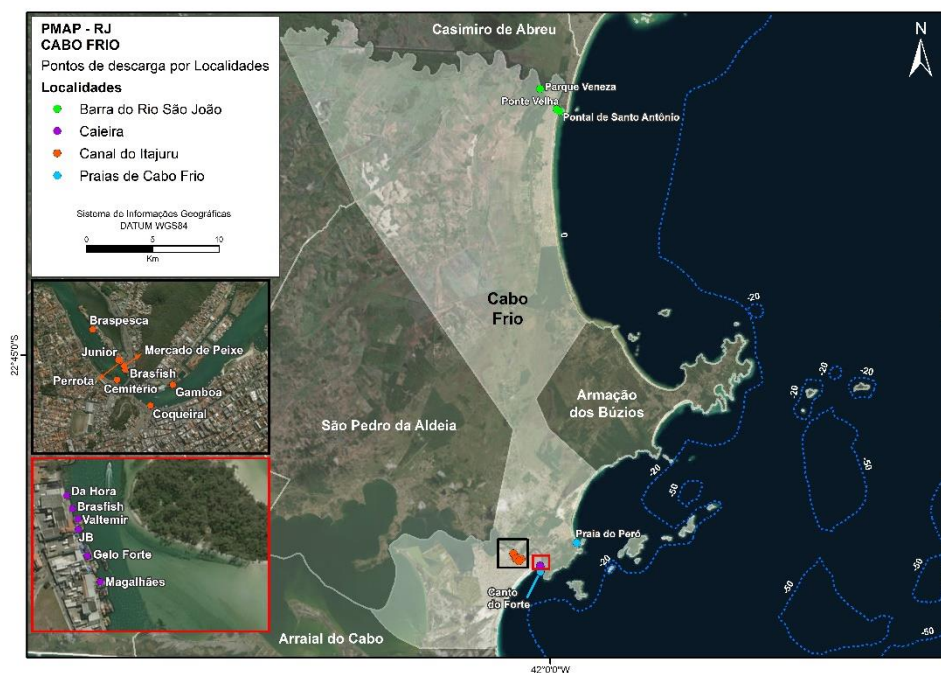 PMAP - RJ
CABO FRIO
Pontos de descarga por Localidades
Localidades
Barra do Rio São João
Caieira
Canal do Itajuru
Praias de Cabo Frio
Sistema de Informações Geográficas
DATUM WGS84
0 5 10
Km
Casimiro de Abreu
N
Parque Veneza
Ponte Velha
Pontal de Santo Antônio
0
-20
Cabo
Frio
Armação
dos Búzios
São Pedro da Aldeia
-20
-20
-20
-50
-20
-50
-50
-50
Praia do Peró
Canto
do Forte
Arraial do Cabo
22°45'0"S
42°0'0"W
Braspesca
Junior
Mercado de Peixe
Perrota
Brasfish
Cemitério
Gamboa
Coqueiral
Da Hora
Brasfish
Valtemir
JB
Gelo Forte
Magalhães